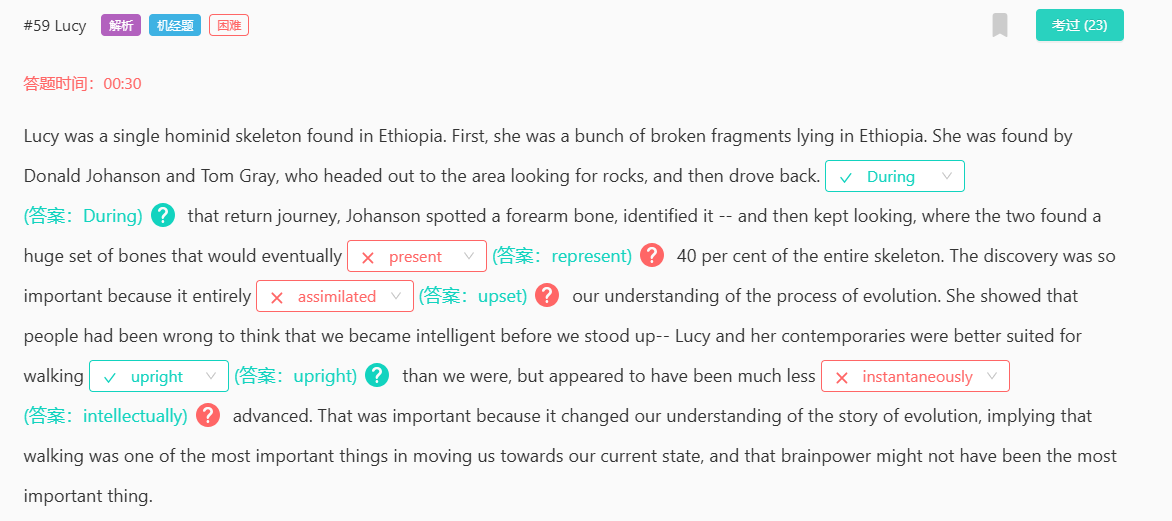 #59 Lucy 解析 机经题 困难 考过 (23)
答题时间：00:30
Lucy was a single hominid skeleton found in Ethiopia. First, she was a bunch of broken fragments lying in Ethiopia. She was found by
Donald Johanson and Tom Gray, who headed out to the area looking for rocks, and then drove back. During
(答案：During) ? that return journey, Johanson spotted a forearm bone, identified it -- and then kept looking, where the two found a
huge set of bones that would eventually present (答案：represent) ? 40 per cent of the entire skeleton. The discovery was so
important because it entirely assimilated (答案：upset) ? our understanding of the process of evolution. She showed that
people had been wrong to think that we became intelligent before we stood up-- Lucy and her contemporaries were better suited for
walking upright (答案：upright) ? than we were, but appeared to have been much less instantaneously
(答案：intellectually) ? advanced. That was important because it changed our understanding of the story of evolution, implying that
walking was one of the most important things in moving us towards our current state, and that brainpower might not have been the most
important thing.